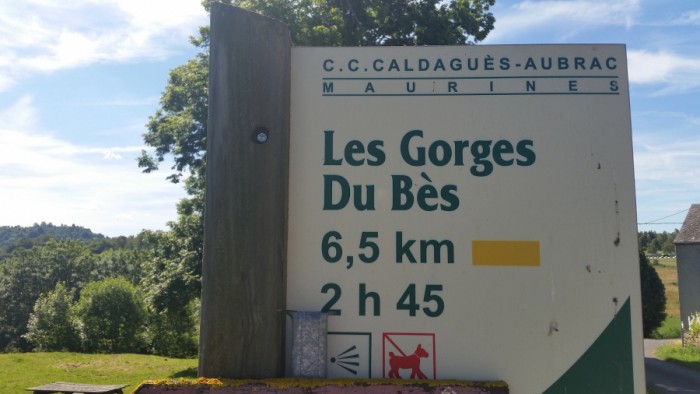 C.C.CALDAGUÈS-AUBRAC
MAURINES
Les Gorges
Du Bès
6,5 km
2 h 45